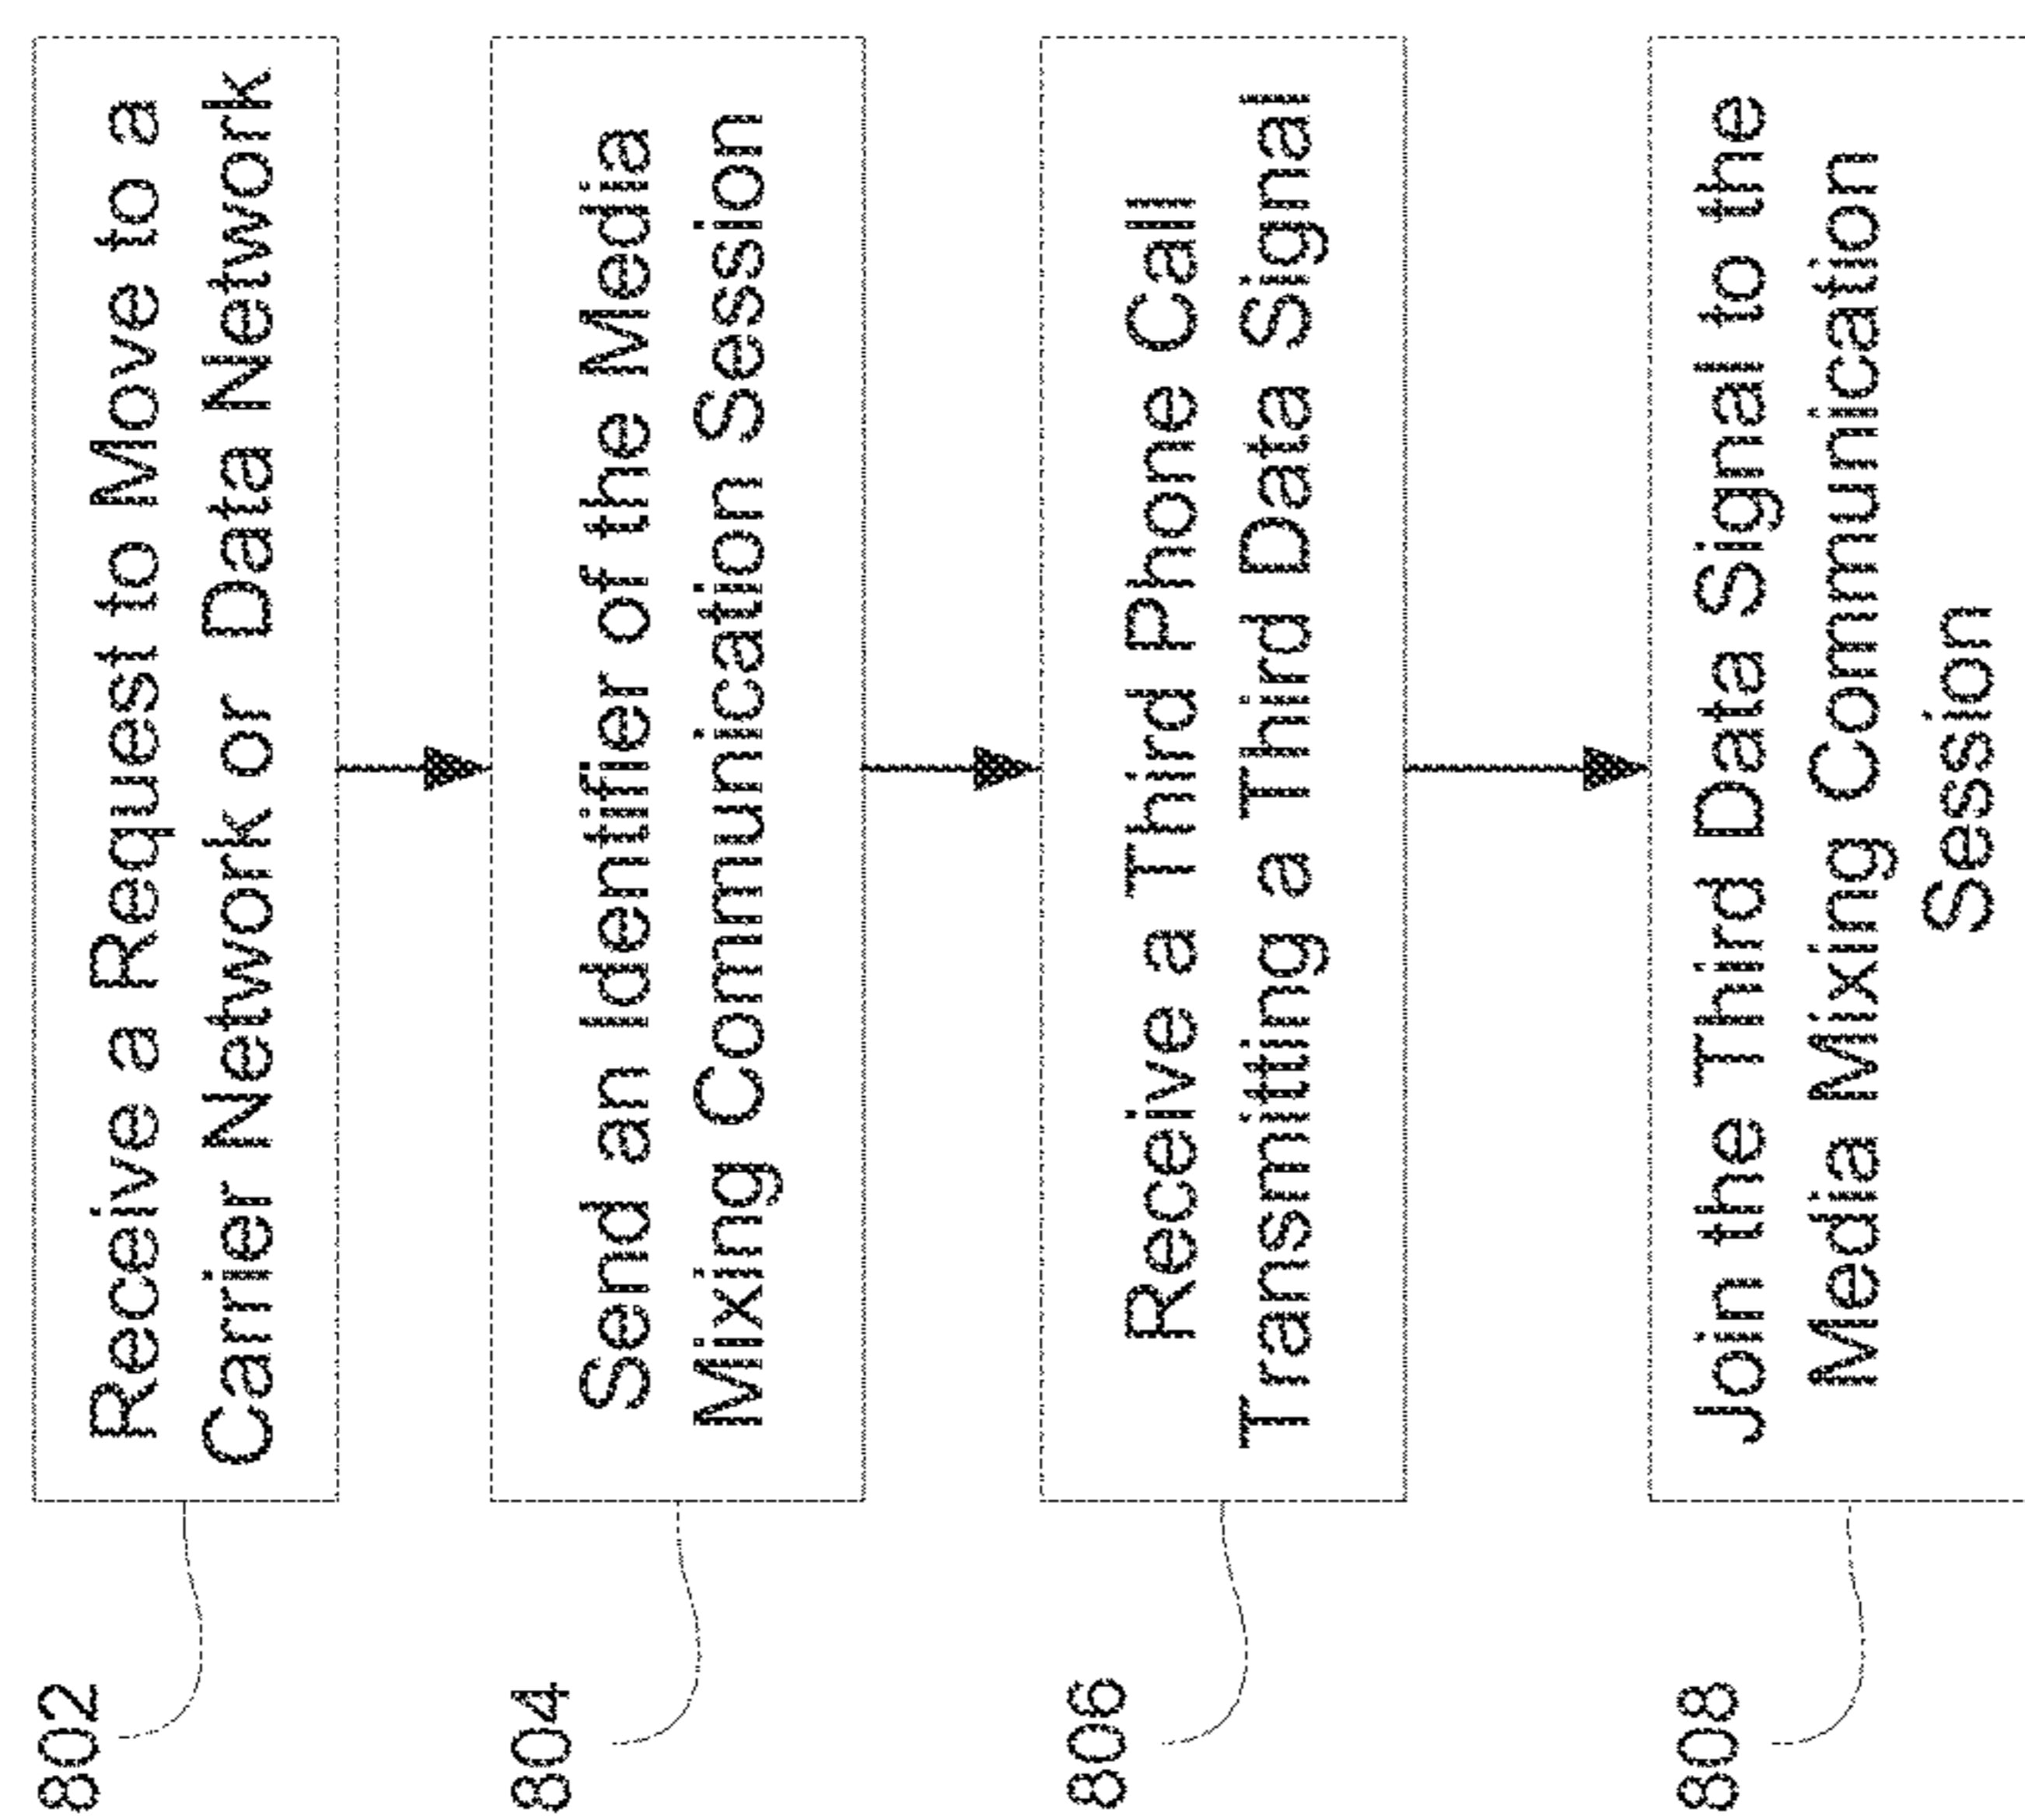 802
Receive a Request to Move to a
Carrier Network or Data Network
804
Send an Identifier of the Media
Mixing Communication Session
806
Receive a Third Phone Call
Transmitting a Third Data Signal
808
Join the Third Data Signal to the
Media Mixing Communication
Session